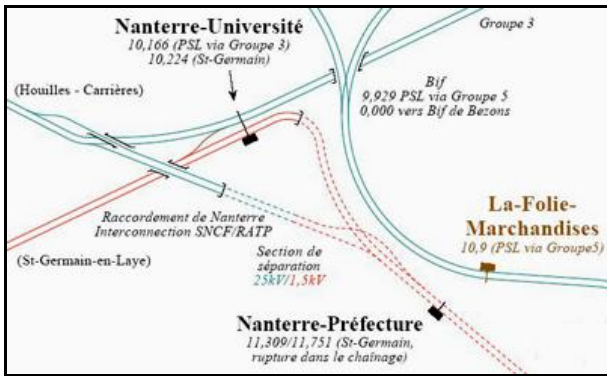 Nanterre-Université
10,166 (PSL via Groupe 3)
10,224 (St-Germain)
Groupe 3
(Houilles - Carrières)
Bif
9,929 PSL via Groupe 5
0,000 vers Bif de Bezons
Raccordement de Nanterre
Interconnection SNCF/RATP
La-Folie-
Marchandises
10,9 (PSL via Groupe5)
(St-Germain-en-Laye)
Section de
séparation
25kV/1,5kV
Nanterre-Préfecture
11,309/11,751 (St-Germain,
rupture dans le chaînage)